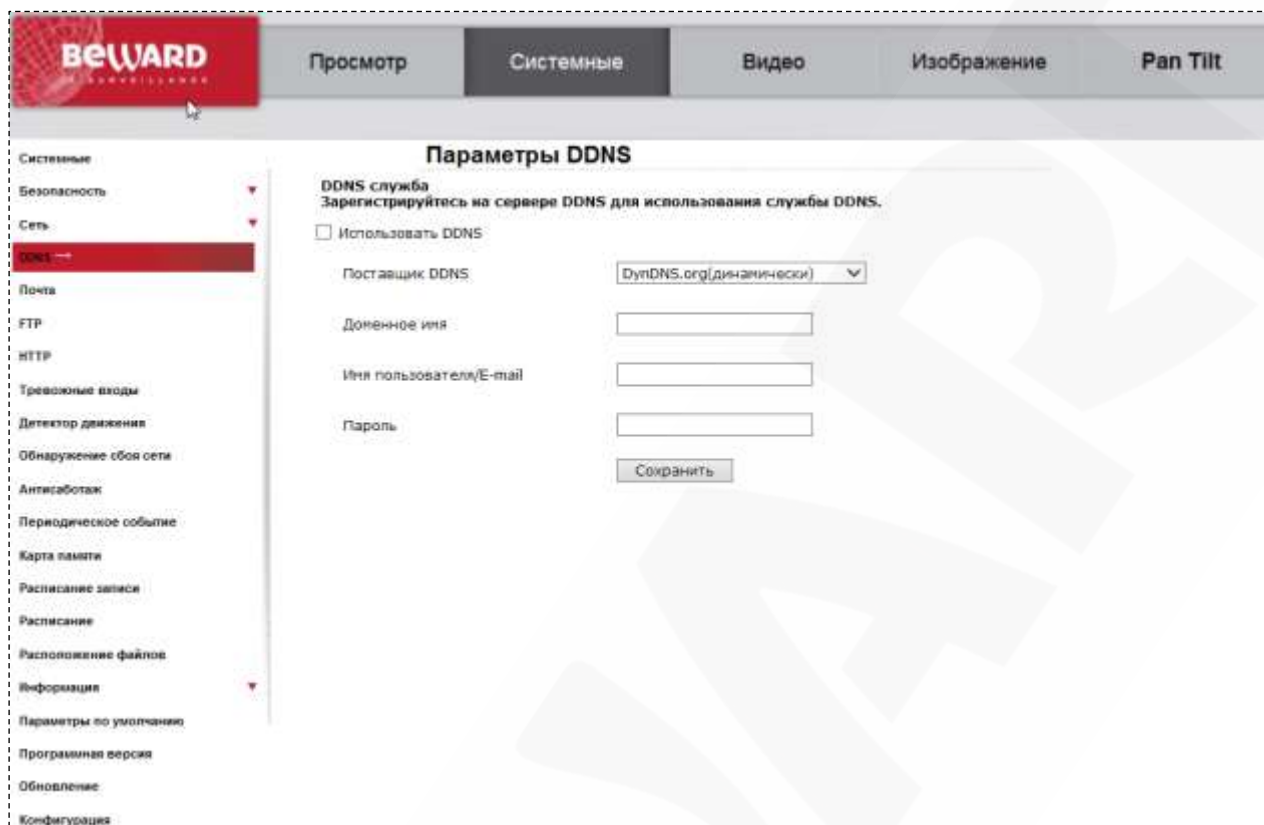 BEWARD
Просмотр
Системные
Видео
Изображение
Pan Tilt
Системные
Безопасность
Сеть
DDNS
Почта
FTP
HTTP
Тревожные входы
Детектор движения
Обнаружение сбоя сети
Антисаботаж
Периодическое событие
Карта памяти
Расписание записи
Расписание
Расположение файлов
Информация
Параметры по умолчанию
Программная версия
Обновление
Конфигурация
Параметры DDNS
DDNS служба
Зарегистрируйтесь на сервере DDNS для использования службы DDNS.
Использовать DDNS
Поставщик DDNS
DynDNS.org(динамически)
Доменное имя
Имя пользователя/E-mail
Пароль
Сохранить